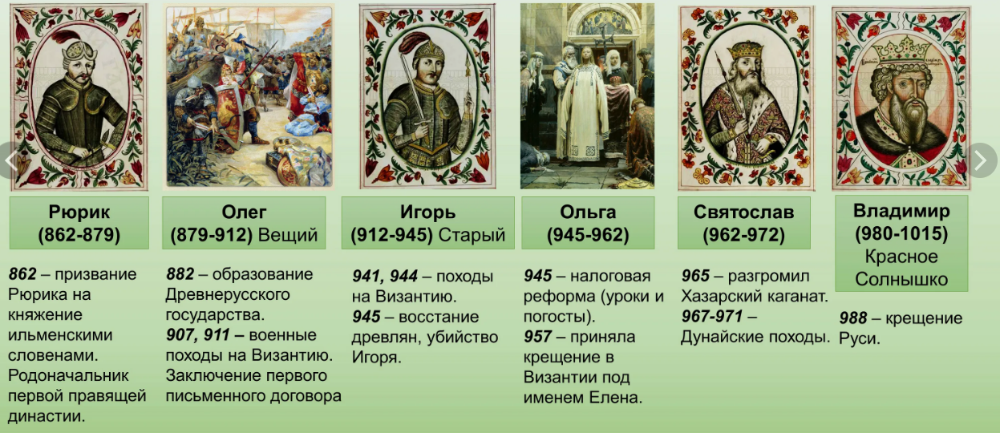 Рюрик
(862-879)
862 – призвание
Рюрика на
княжение
ильменскими
словенами.
Родоначальник
первой правящей
династии.
Олег
(879-912) Вещий
882 – образование
Древнерусского
государства.
907, 911 – военные
походы на Византию.
Заключение первого
письменного договора
Игорь
(912-945) Старый
941, 944 – походы
на Византию.
945 – восстание
древлян, убийство
Игоря.
Ольга
(945-962)
945 – налоговая
реформа (уроки и
погосты).
957 – приняла
крещение в
Византии под
именем Елена.
Святослав
(962-972)
965 – разгромил
Хазарский каганат.
967-971 –
Дунайские походы.
Владимир
(980-1015)
Красное
Солнышко
988 – крещение
Руси.